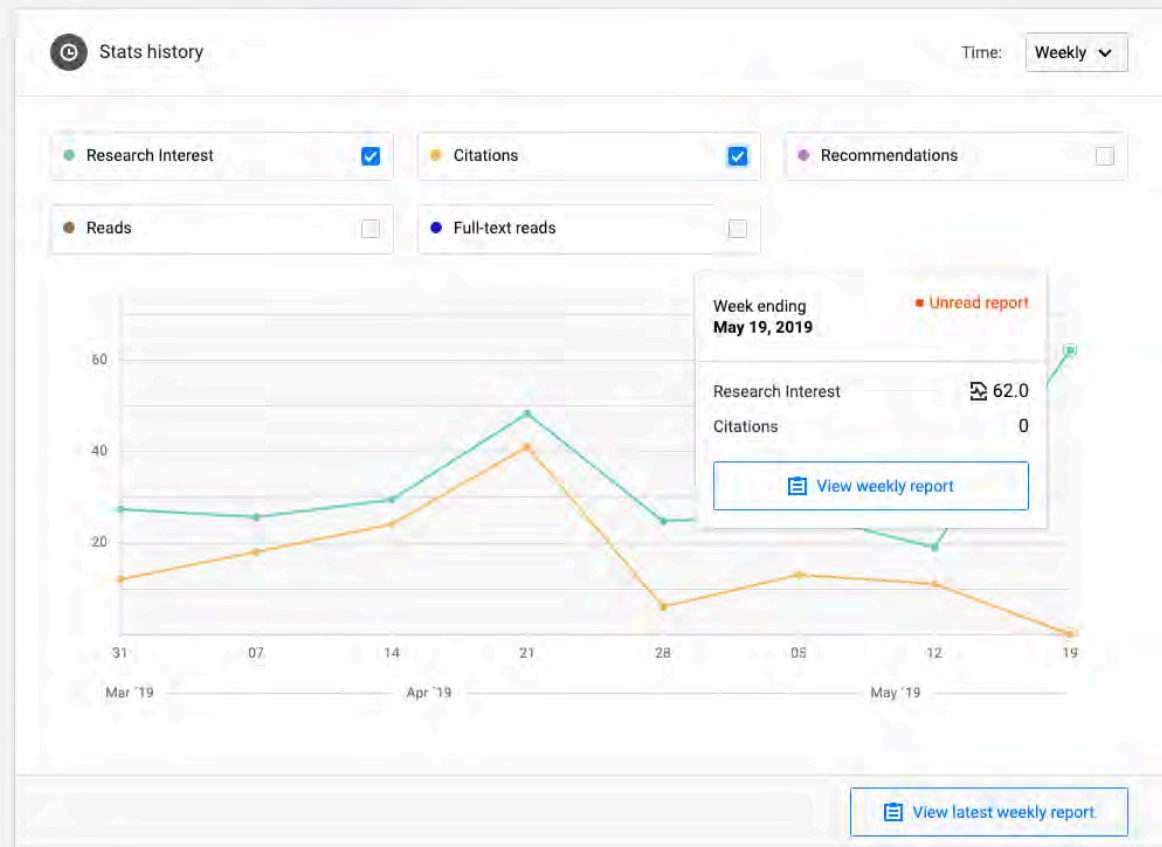 Stats history
Time: Weekly
Research Interest
Citations
Recommendations
Reads
Full-text reads
Week ending
Unread report
May 19, 2019
60
Research Interest 62.0
Citations 0
40
View weekly report
20
31 07 14 21 28 05 12 19
Mar '19 Apr '19 May '19
View latest weekly report